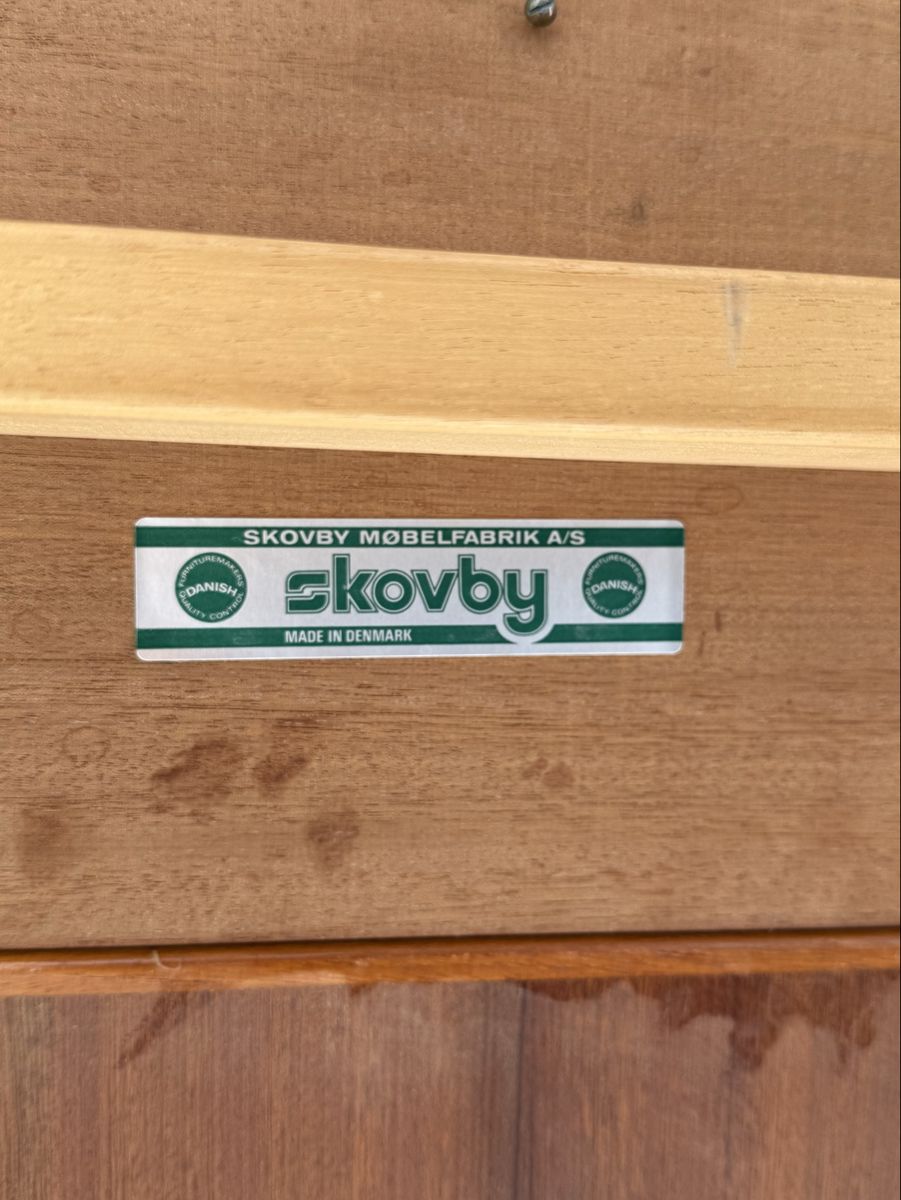 SKOVBY MØBELFABRIK A/S
FURNITUREMAKERS
DANISH
QUALITY CONTROL
skovby
FURNITUREMAKERS
DANISH
QUALITY CONTROL
MADE IN DENMARK